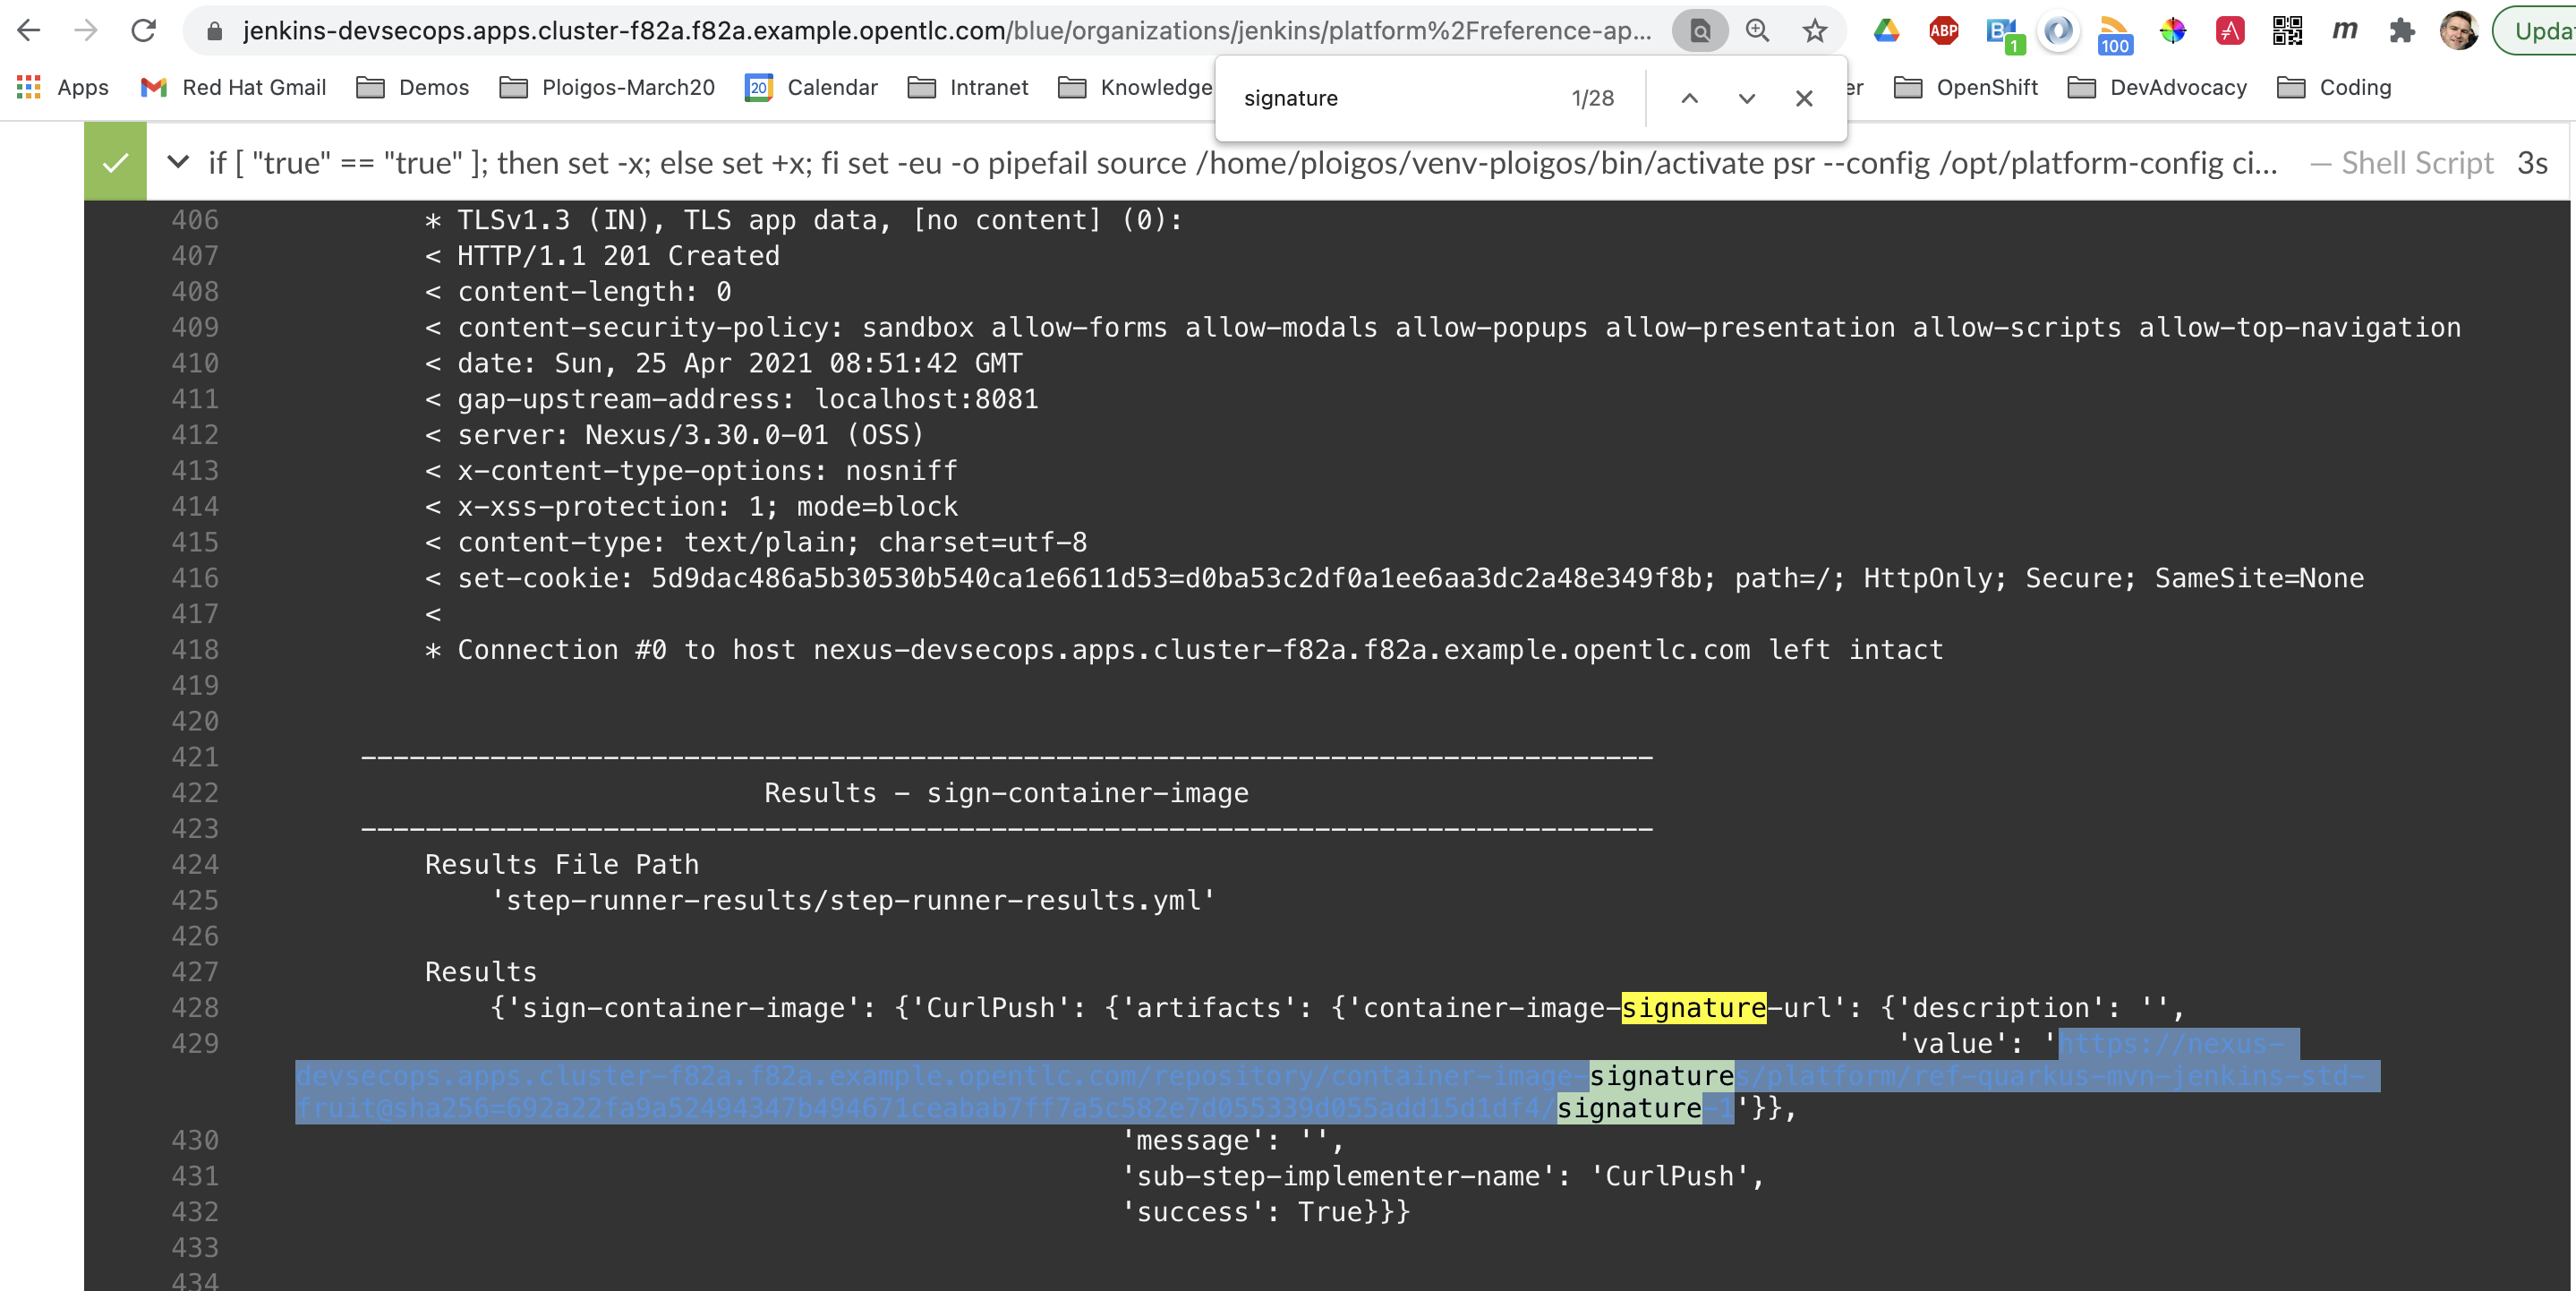 jenkins-devsecops.apps.cluster-f82a.f82a.example.opentlc.com/blue/organizations/jenkins/platform%2Freference-ap...
ABP
1
100
m
Upda
Apps
Red Hat Gmail
Demos
Ploigos-March20
20
Calendar
Intranet
Knowledge
er
OpenShift
DevAdvocacy
Coding
signature
1/28
if [ "true" == "true" ]; then set -x; else set +x; fi set -eu -o pipefail source /home/ploigos/venv-ploigos/bin/activate psr --config /opt/platform-config ci... — Shell Script 3s
406 * TLSv1.3 (IN), TLS app data, [no content] (0):
407 < HTTP/1.1 201 Created
408 < content-length: 0
409 < content-security-policy: sandbox allow-forms allow-modals allow-popups allow-presentation allow-scripts allow-top-navigation
410 < date: Sun, 25 Apr 2021 08:51:42 GMT
411 < gap-upstream-address: localhost:8081
412 < server: Nexus/3.30.0-01 (OSS)
413 < x-content-type-options: nosniff
414 < x-xss-protection: 1; mode=block
415 < content-type: text/plain; charset=utf-8
416 < set-cookie: 5d9dac486a5b30530b540ca1e6611d53=d0ba53c2df0a1ee6aa3dc2a48e349f8b; path=/; HttpOnly; Secure; SameSite=None
417 <
418 * Connection #0 to host nexus-devsecops.apps.cluster-f82a.f82a.example.opentlc.com left intact
419
420
421 --------------------------------------------------------------------------------
422 Results - sign-container-image
423 --------------------------------------------------------------------------------
424 Results File Path
425 'step-runner-results/step-runner-results.yml'
426
427 Results
428 {'sign-container-image': {'CurlPush': {'artifacts': {'container-image-signature-url': {'description': '',
429 'value': 'https://nexus-
devsecops.apps.cluster-f82a.f82a.example.opentlc.com/repository/container-image-signatures/platform/ref-quarkus-mvn-jenkins-std-
fruit@sha256=692a22fa9a52494347b494671ceabab7ff7a5c582e7d055339d055add15d1df4/signature-1'}},
430 'message': '',
431 'sub-step-implementer-name': 'CurlPush',
432 'success': True}}}
433
434